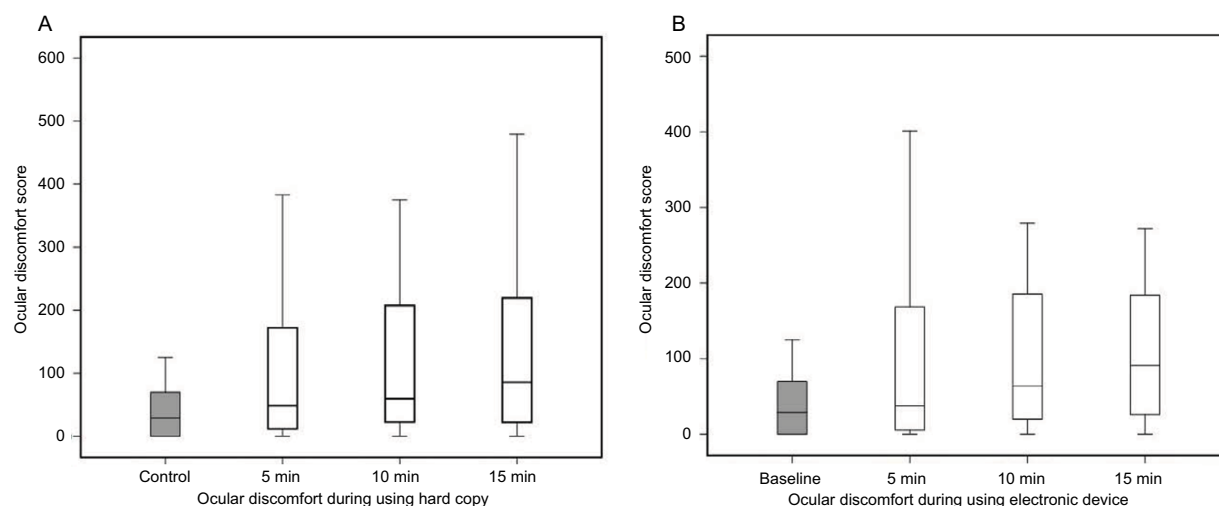 A
600
500
400
300
200
100
0
Ocular discomfort score
Control 5 min 10 min 15 min
Ocular discomfort during using hard copy
B
500
400
300
200
100
0
Ocular discomfort score
Baseline 5 min 10 min 15 min
Ocular discomfort during using electronic device